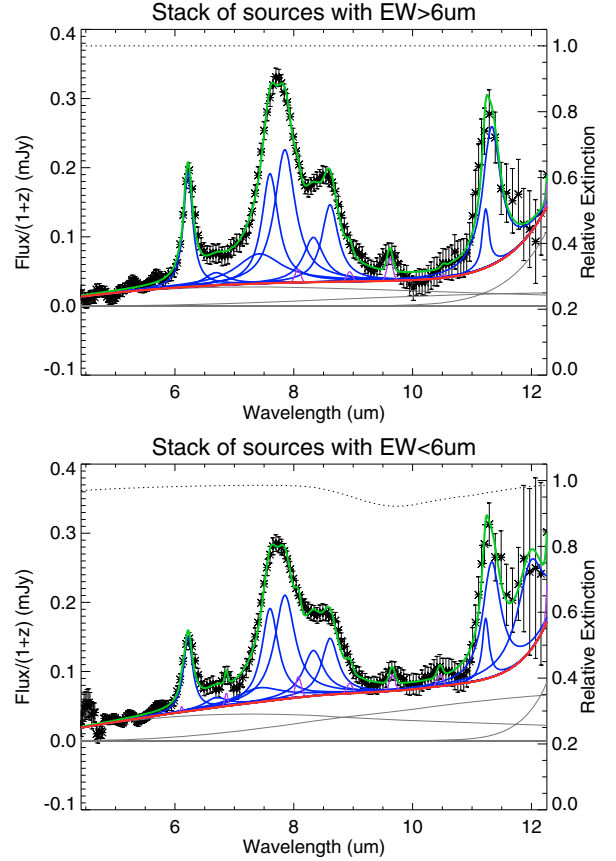 Stack of sources with EW>6um
0.4
0.3
0.2
0.1
0.0
-0.1
Flux/(1+z) (mJy)
1.0
0.8
0.6
0.4
0.2
0.0
Relative Extinction
6 8 10 12
Wavelength (um)
Stack of sources with EW<6um
0.4
0.3
0.2
0.1
0.0
-0.1
Flux/(1+z) (mJy)
1.0
0.8
0.6
0.4
0.2
0.0
Relative Extinction
6 8 10 12
Wavelength (um)